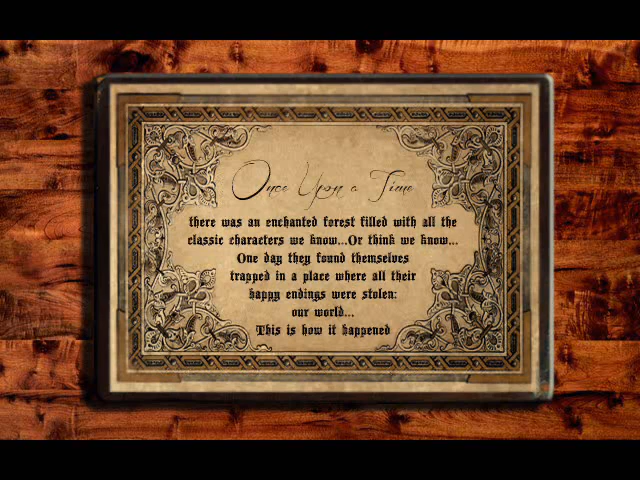 Once Upon a Time
there was an enchanted forest filled with all the
classic characters we know...Or think we know...
One day they found themselves
trapped in a place where all their
happy endings were stolen:
our world...
This is how it happened